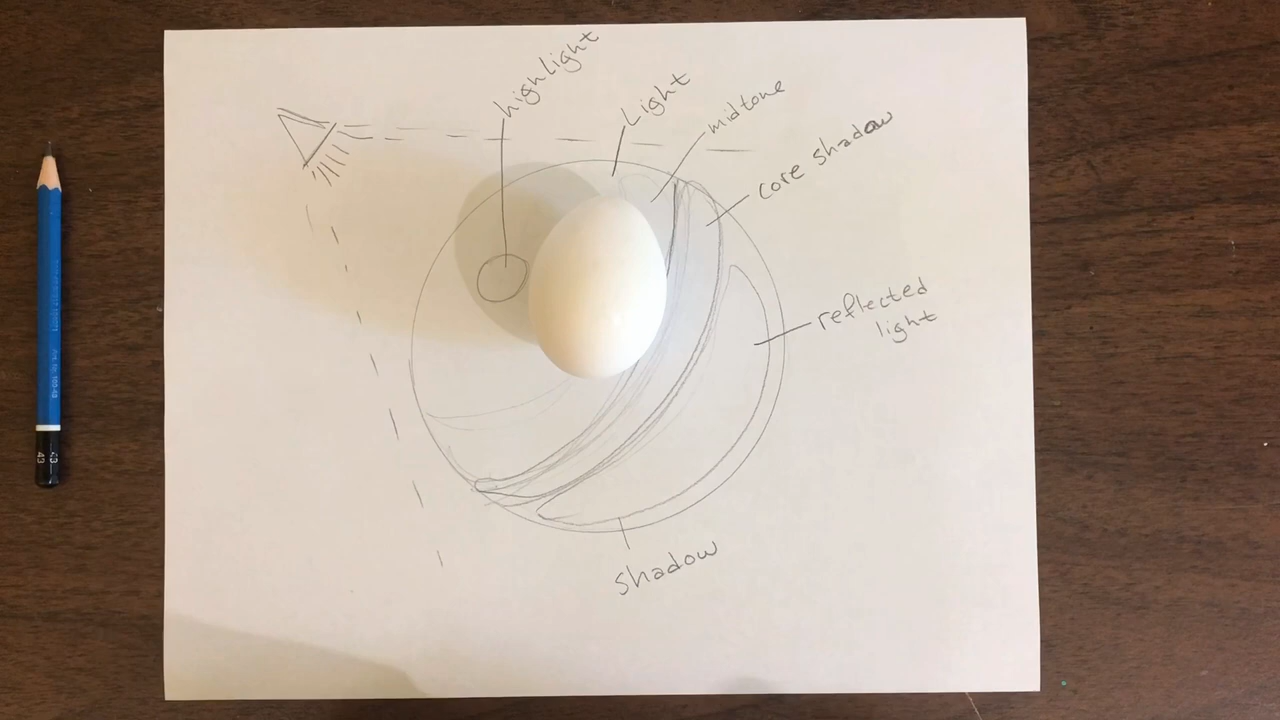 highlight
Light
midtone
core shadow
reflected
light
shadow